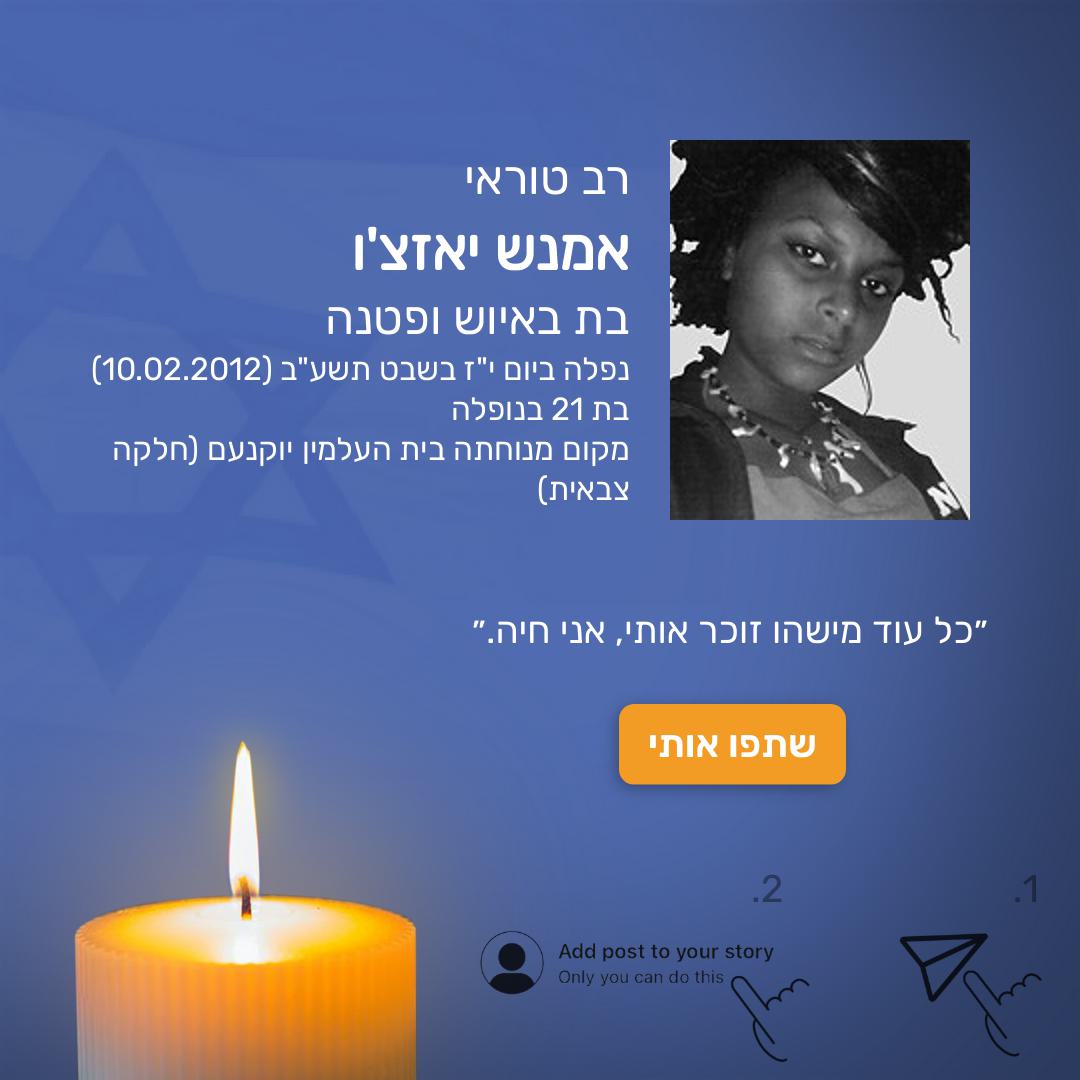 רב טוראי
אמנש יאזצ'ו
בת באיוש ופטנה
נפלה ביום י"ז בשבט תשע"ב (10.02.2012)
בת 21 בנופלה
מקום מנוחתה בית העלמין יוקנעם (חלקה
צבאית)
״כל עוד מישהו זוכר אותי, אני חיה.״
שתפו אותי
.1
.2
Add post to your story
Only you can do this
N